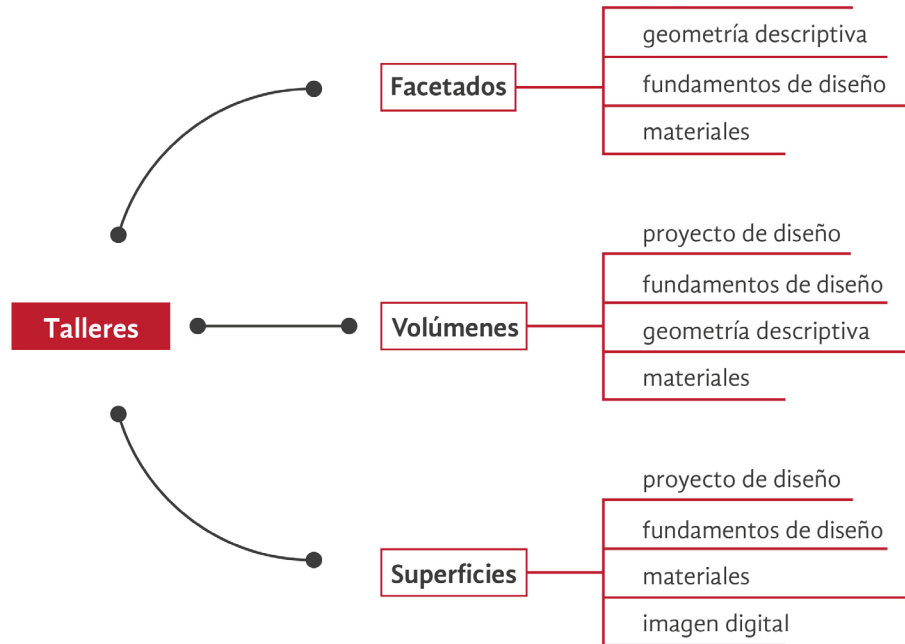 geometría descriptiva
Facetados
fundamentos de diseño
materiales
proyecto de diseño
fundamentos de diseño
Talleres
Volúmenes
geometría descriptiva
materiales
proyecto de diseño
fundamentos de diseño
Superficies
materiales
imagen digital